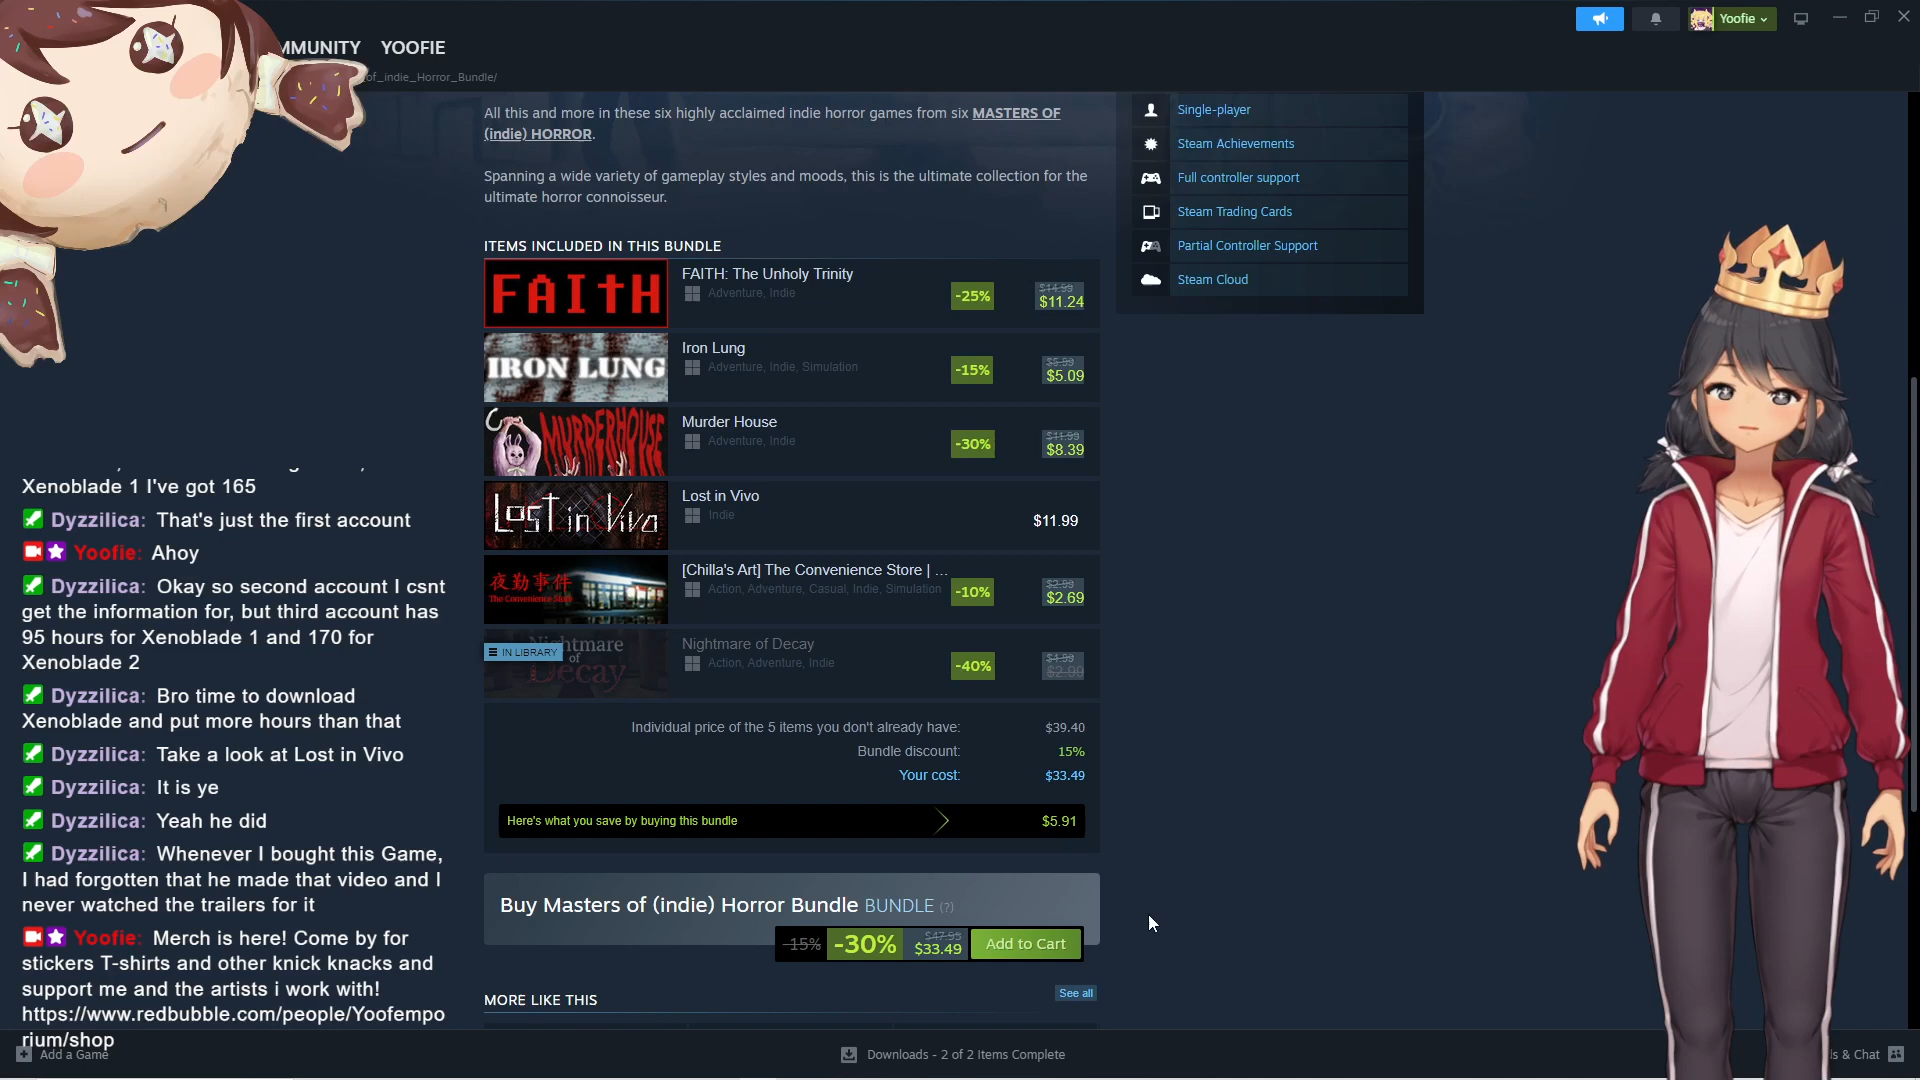 MMUNITY YOOFIE
Yoofie
of_indie_Horror_Bundle/
All this and more in these six highly acclaimed indie horror games from six MASTERS OF
(indie) HORROR.
Spanning a wide variety of gameplay styles and moods, this is the ultimate collection for the
ultimate horror connoisseur.
Single-player
Steam Achievements
Full controller support
Steam Trading Cards
Partial Controller Support
Steam Cloud
ITEMS INCLUDED IN THIS BUNDLE
FAITH
FAITH: The Unholy Trinity
Adventure, Indie
-25%
$14.99
$11.24
IRON LUNG
Iron Lung
Adventure, Indie, Simulation
-15%
$5.99
$5.09
MURDERHOUSE
Murder House
Adventure, Indie
-30%
$11.99
$8.39
Lost in Vivo
Lost in Vivo
Indie
$11.99
夜勤事件
The Convenience Store
[Chilla's Art] The Convenience Store | ...
Action, Adventure, Casual, Indie, Simulation
-10%
$2.99
$2.69
Nightmare
of
Decay
IN LIBRARY
Nightmare of Decay
Action, Adventure, Indie
-40%
$4.99
$2.99
Individual price of the 5 items you don't already have: $39.40
Bundle discount: 15%
Your cost: $33.49
Here's what you save by buying this bundle $5.91
Buy Masters of (indie) Horror Bundle BUNDLE (?)
-15% -30% $47.95 $33.49 Add to Cart
MORE LIKE THIS
See all
Xenoblade 1 I've got 165
Dyzzilica: That's just the first account
Yoofie: Ahoy
Dyzzilica: Okay so second account I csnt
get the information for, but third account has
95 hours for Xenoblade 1 and 170 for
Xenoblade 2
Dyzzilica: Bro time to download
Xenoblade and put more hours than that
Dyzzilica: Take a look at Lost in Vivo
Dyzzilica: It is ye
Dyzzilica: Yeah he did
Dyzzilica: Whenever I bought this Game,
I had forgotten that he made that video and I
never watched the trailers for it
Yoofie: Merch is here! Come by for
stickers T-shirts and other knick knacks and
support me and the artists i work with!
https://www.redbubble.com/people/Yoofempo
rium/shop
Add a Game
Downloads - 2 of 2 Items Complete
ls & Chat